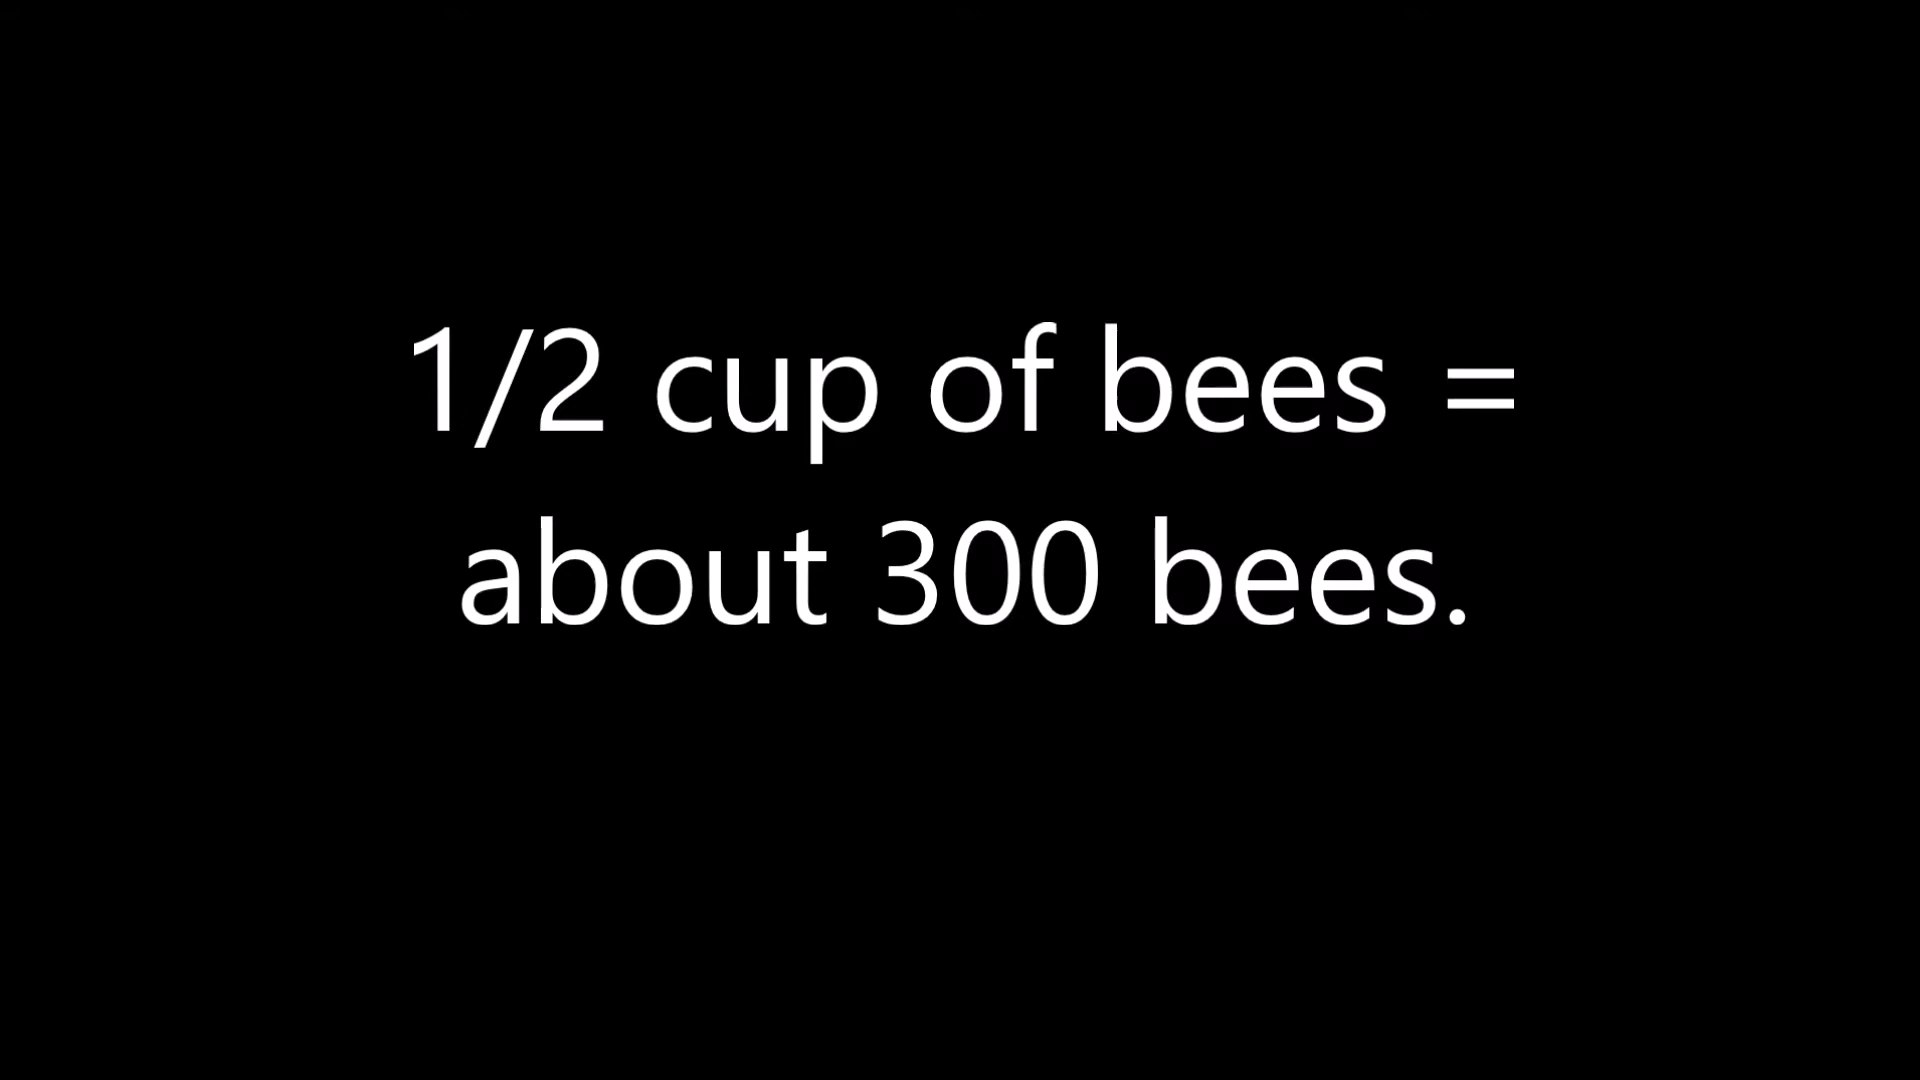 1/2 cup of bees =
about 300 bees.